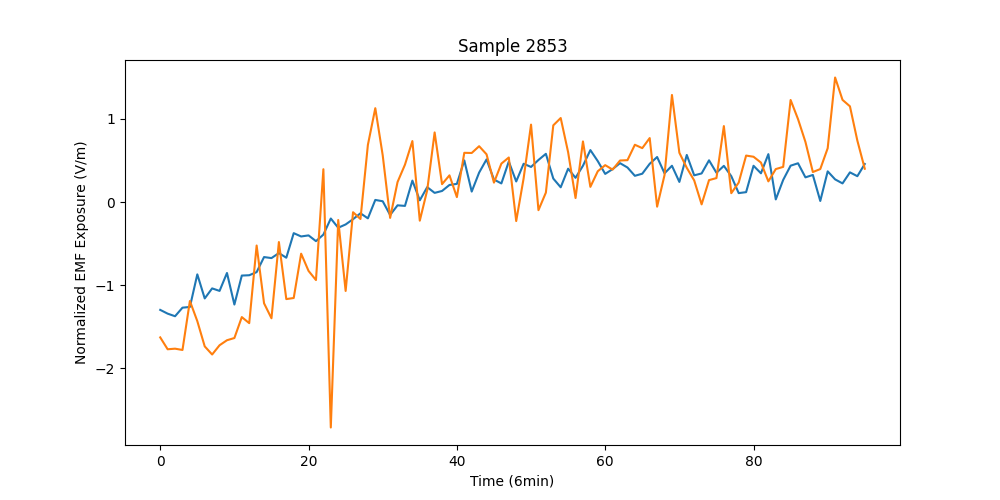 Sample 2853
Normalized EMF Exposure (V/m)
1
0
−1
−2
0 20 40 60 80
Time (6min)